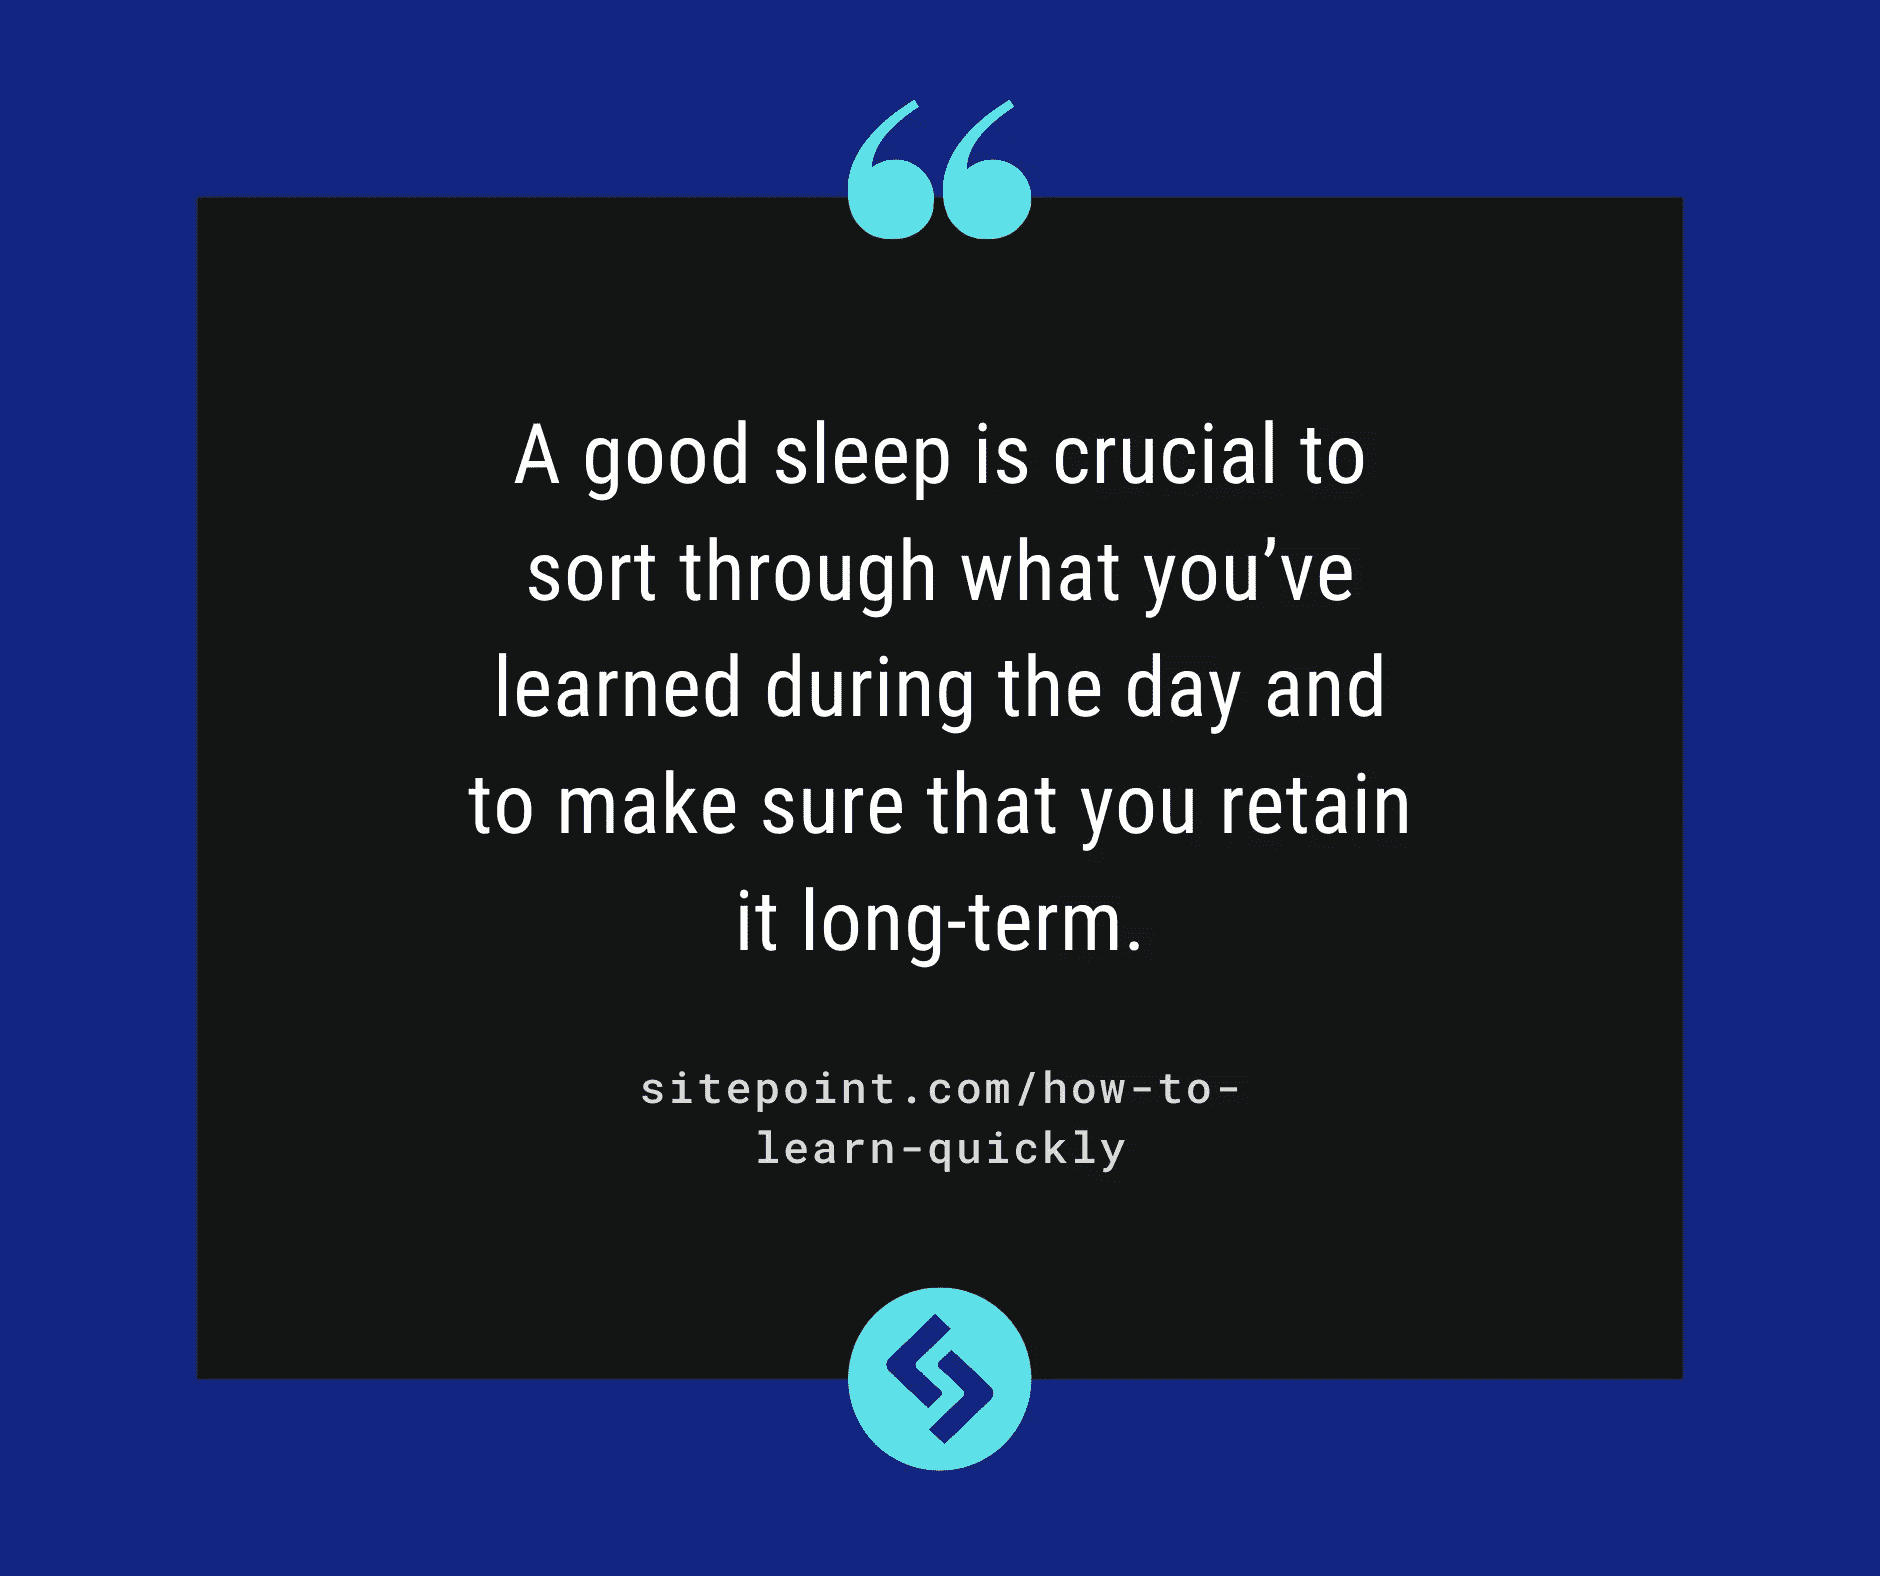 “
A good sleep is crucial to
sort through what you’ve
learned during the day and
to make sure that you retain
it long-term.
sitepoint.com/how-to-
learn-quickly